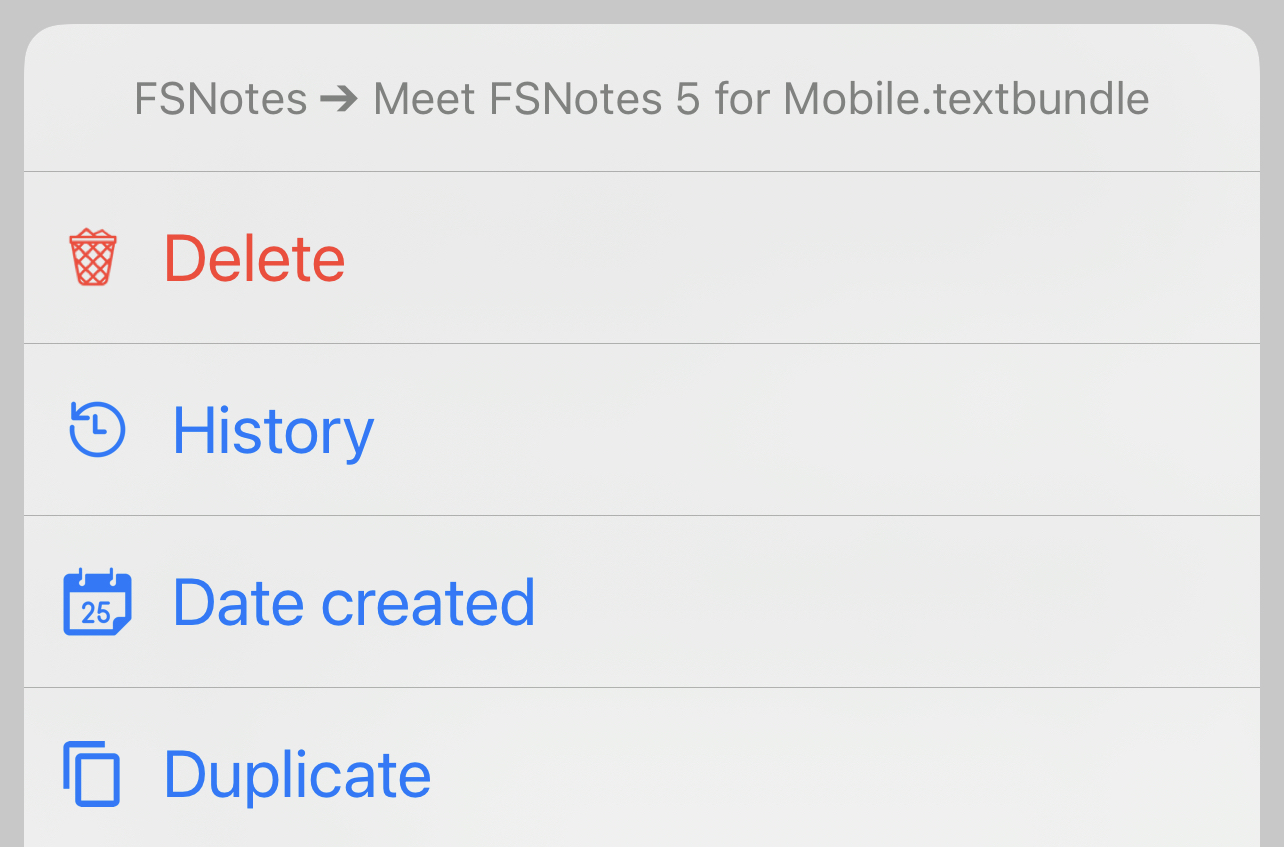 FSNotes ➔ Meet FSNotes 5 for Mobile.textbundle
Delete
History
25
Date created
Duplicate